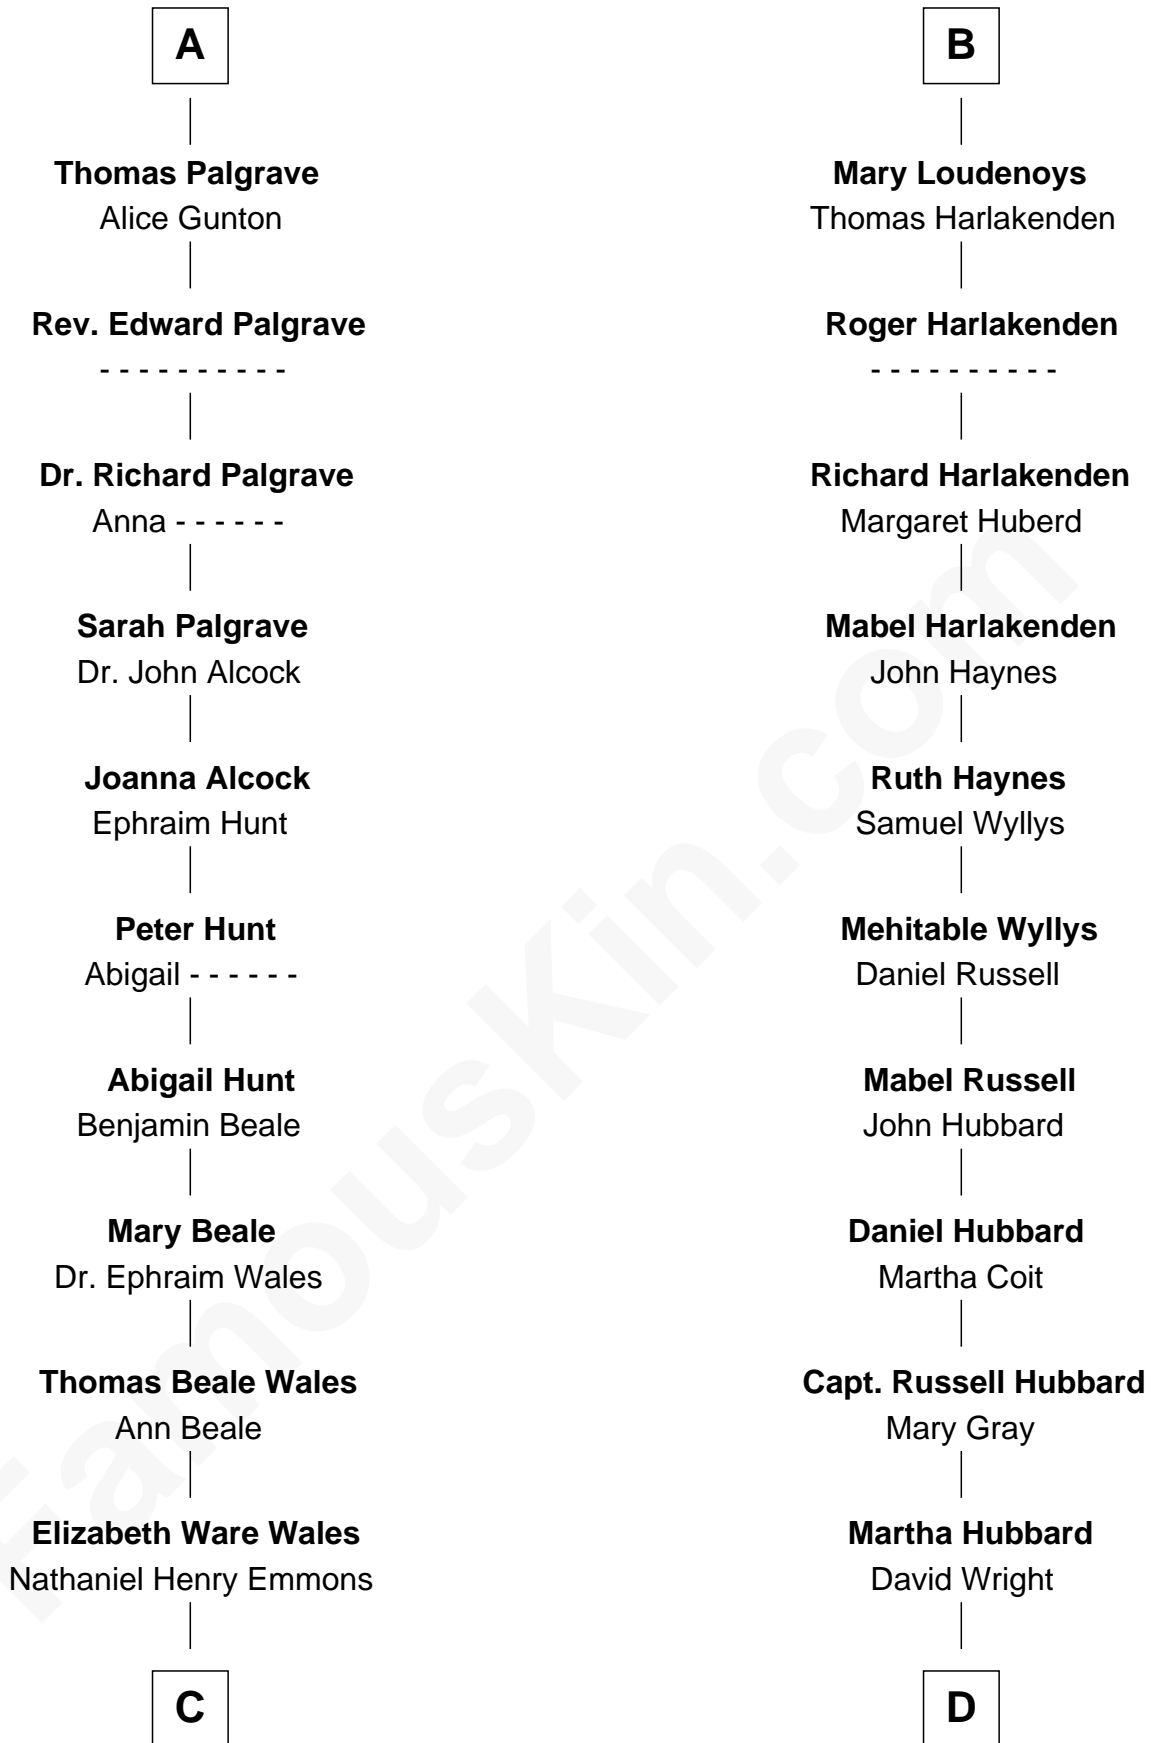 A
Thomas Palgrave
Alice Gunton
Rev. Edward Palgrave
- - - - - - - - - -
Dr. Richard Palgrave
Anna - - - - - -
Sarah Palgrave
Dr. John Alcock
Joanna Alcock
Ephraim Hunt
Peter Hunt
Abigail - - - - - -
Abigail Hunt
Benjamin Beale
Mary Beale
Dr. Ephraim Wales
Thomas Beale Wales
Ann Beale
Elizabeth Ware Wales
Nathaniel Henry Emmons
C
B
Mary Loudenoys
Thomas Harlakenden
Roger Harlakenden
- - - - - - - - - -
Richard Harlakenden
Margaret Huberd
Mabel Harlakenden
John Haynes
Ruth Haynes
Samuel Wyllys
Mehitable Wyllys
Daniel Russell
Mabel Russell
John Hubbard
Daniel Hubbard
Martha Coit
Capt. Russell Hubbard
Mary Gray
Martha Hubbard
David Wright
D
FamousKin.com